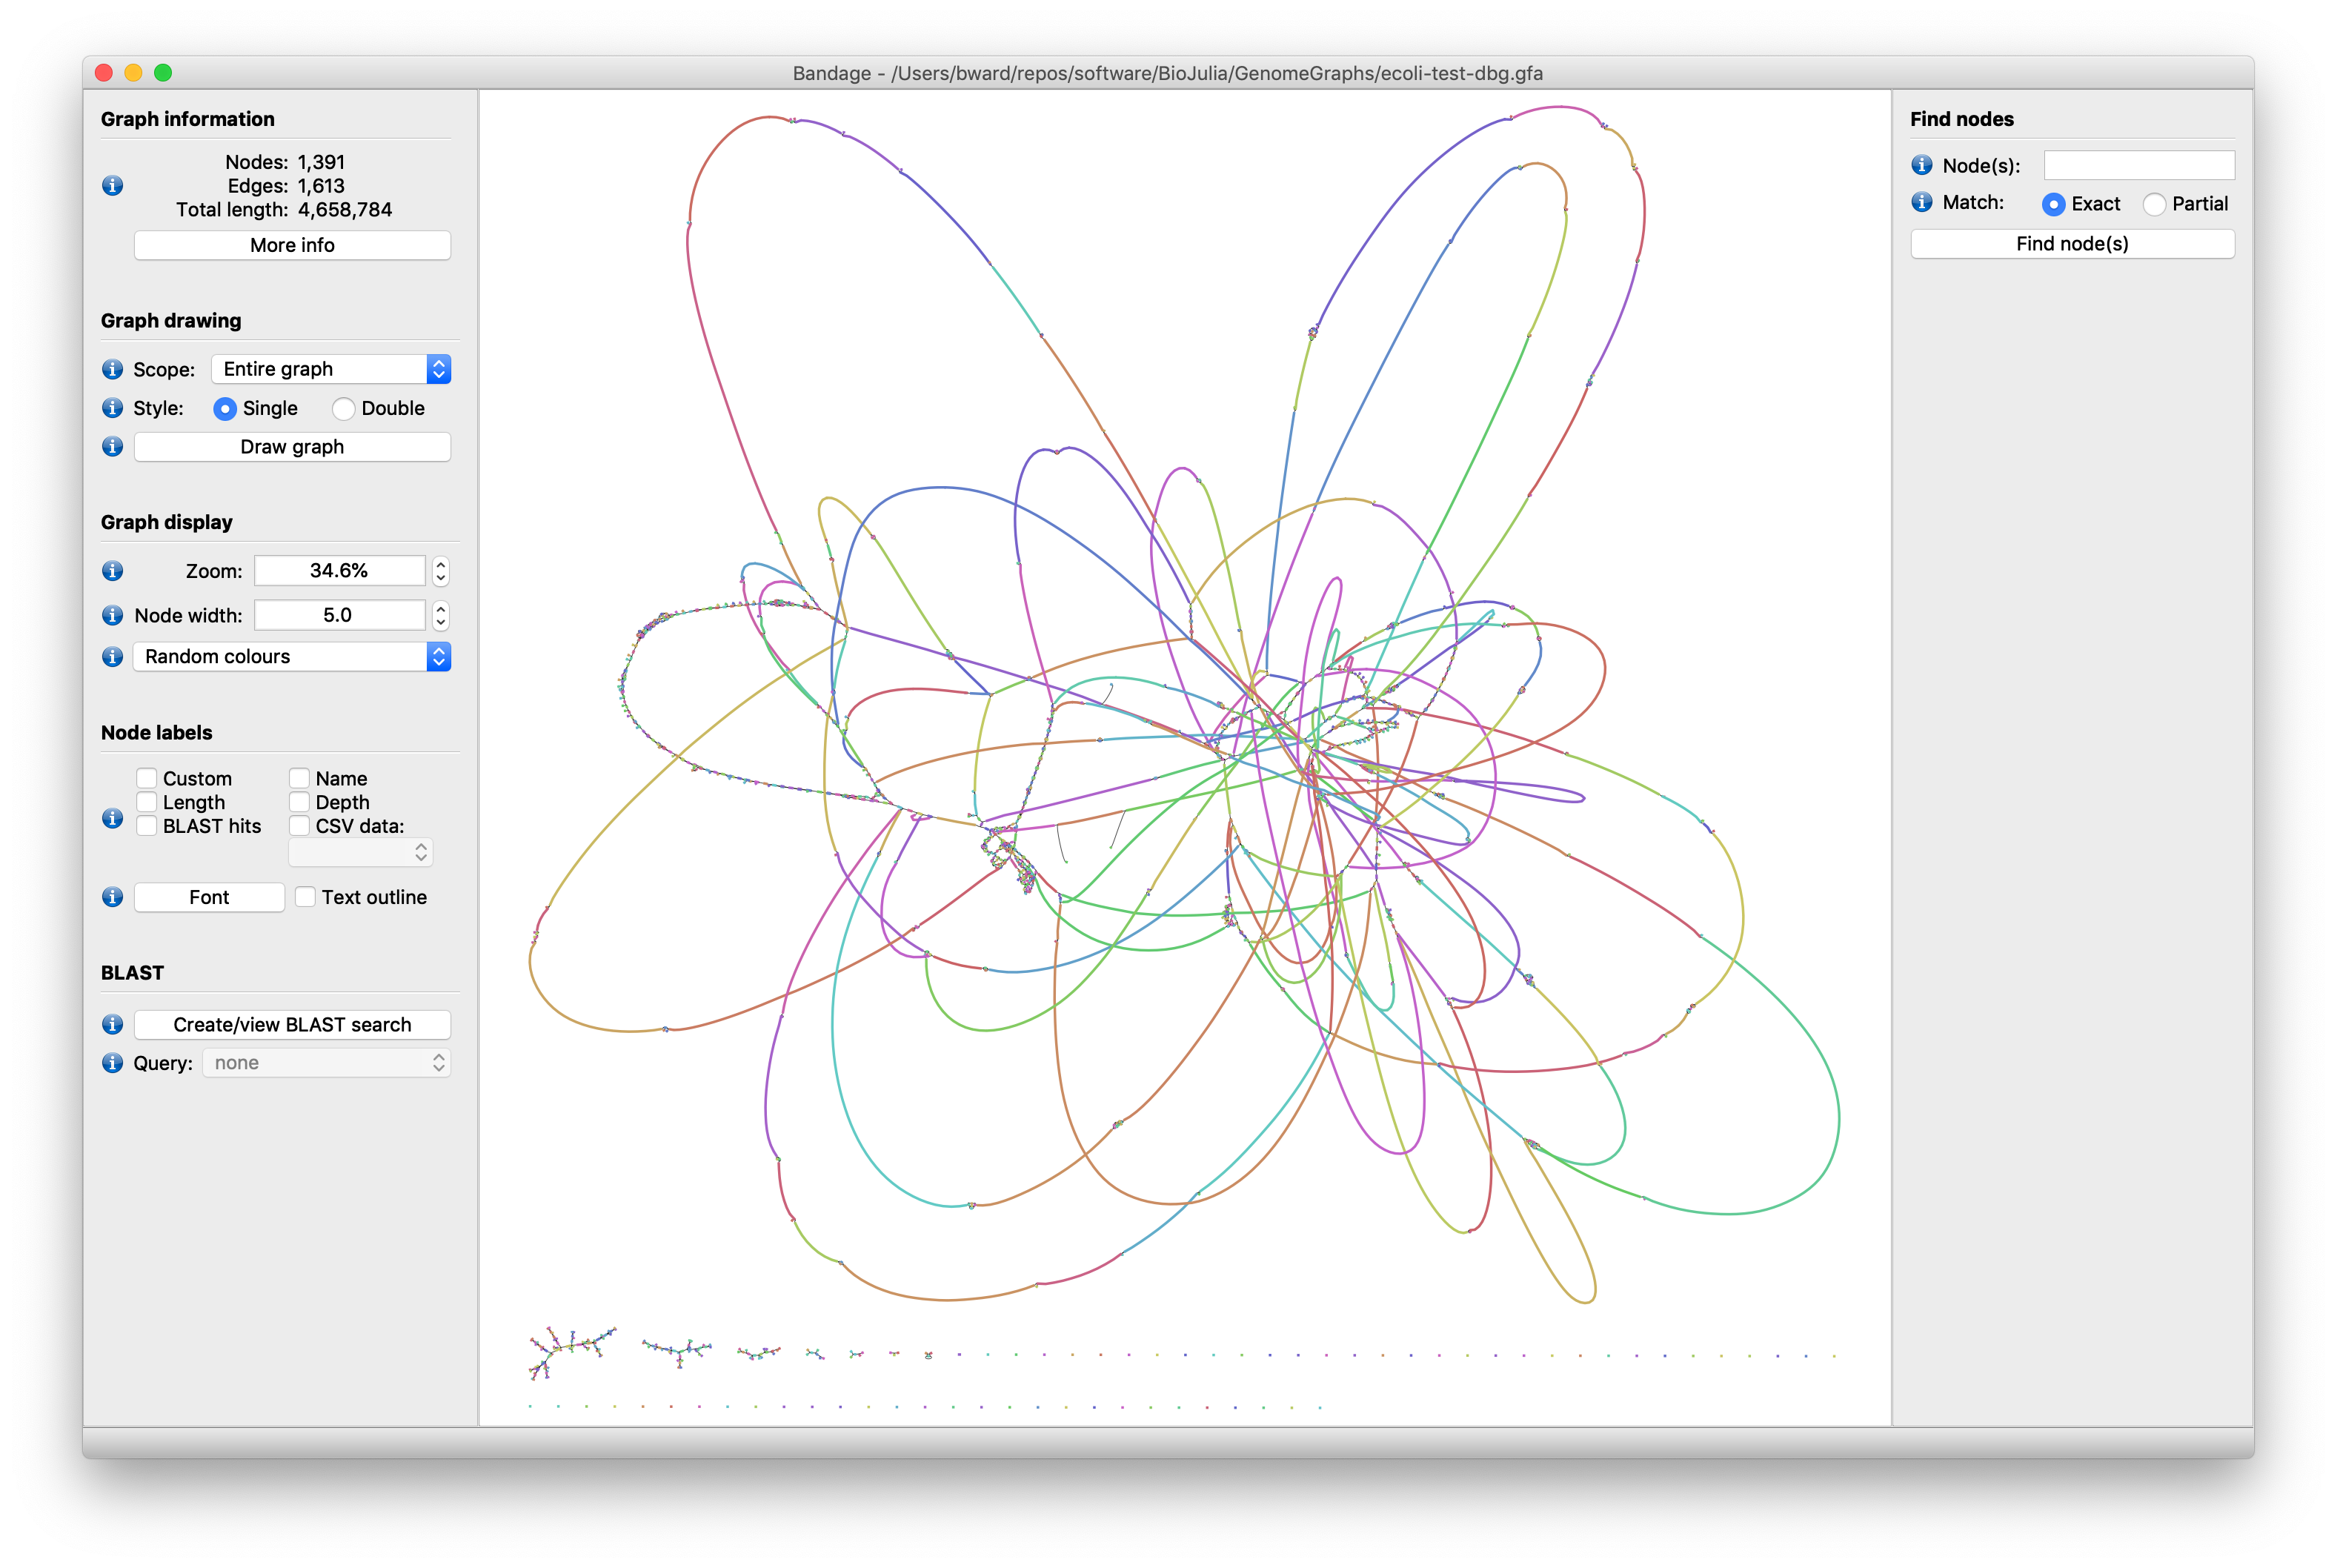 Bandage - /Users/bward/repos/software/BioJulia/GenomeGraphs/ecoli-test-dbg.gfa
Graph information
Nodes: 1,391
Edges: 1,613
Total length: 4,658,784
More info
Graph drawing
Scope: Entire graph
Style: Single Double
Draw graph
Graph display
Zoom: 34.6%
Node width: 5.0
Random colours
Node labels
Custom Name
Length Depth
BLAST hits CSV data:
Font Text outline
BLAST
Create/view BLAST search
Query: none
Find nodes
Node(s):
Match: Exact Partial
Find node(s)